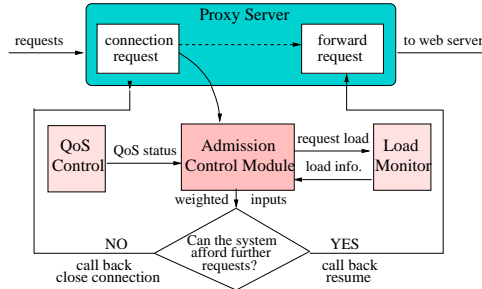 Proxy Server
requests
connection
request
forward
request
to web server
QoS
Control
QoS status
Admission
Control Module
request load
load info.
Load
Monitor
weighted inputs
NO
Can the system
afford further
requests?
YES
call back
close connection
call back
resume